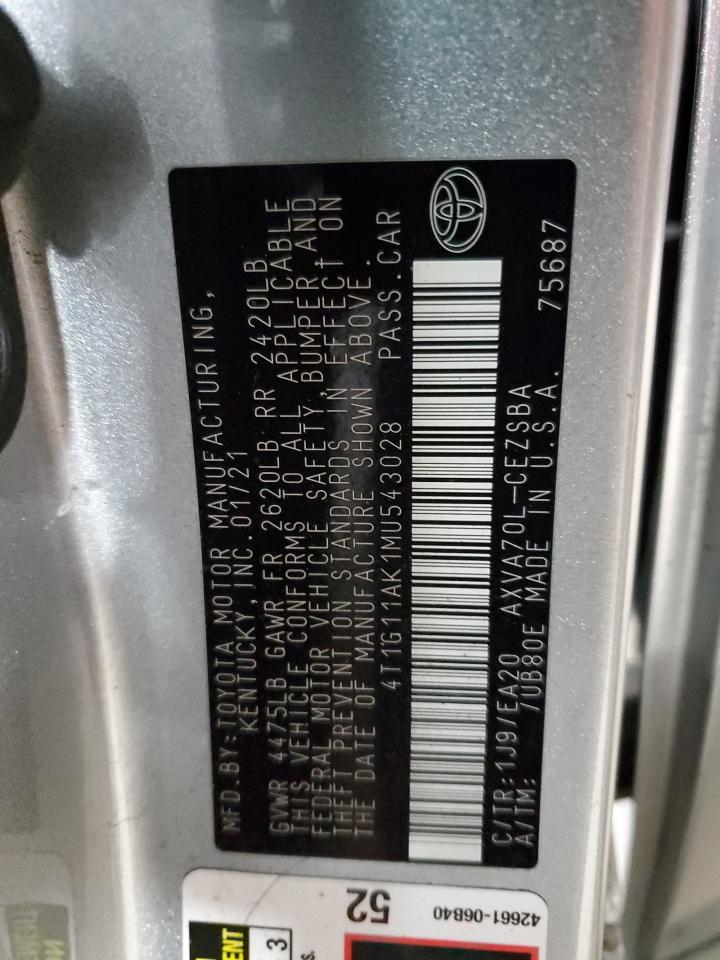 MFD.BY:TOYOTA MOTOR MANUFACTURING,
KENTUCKY, INC.01/21
GVWR 4475LB GAWR FR 2620LB RR 2420LB
THIS VEHICLE CONFORMS TO ALL APPLICABLE
FEDERAL MOTOR VEHICLE SAFETY, BUMPER AND
THEFT PREVENTION STANDARDS IN EFFECT ON
THE DATE OF MANUFACTURE SHOWN ABOVE.
4T1G11AK1MU543028 PASS.CAR
C/TR:1J9/EA20 AXVA70L-CEZSBA
A/TM: /UB80E MADE IN U.S.A. 75687
52
42661-06B40
ENT
3
s.